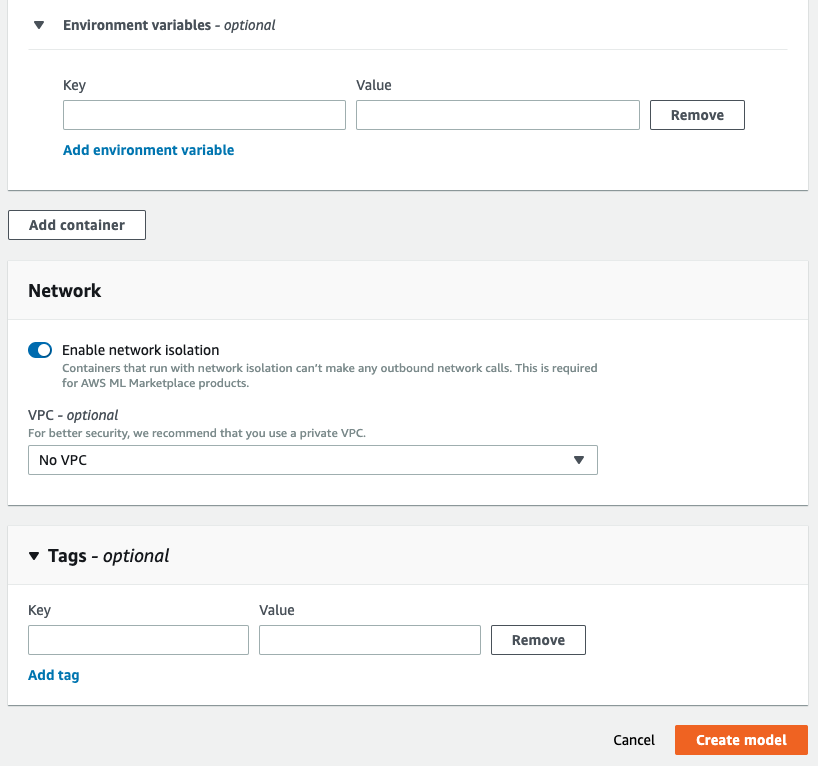 Environment variables - optional
Key
Value
Remove
Add environment variable
Add container
Network
Enable network isolation
Containers that run with network isolation can't make any outbound network calls. This is required
for AWS ML Marketplace products.
VPC - optional
For better security, we recommend that you use a private VPC.
No VPC
Tags - optional
Key
Value
Remove
Add tag
Cancel
Create model